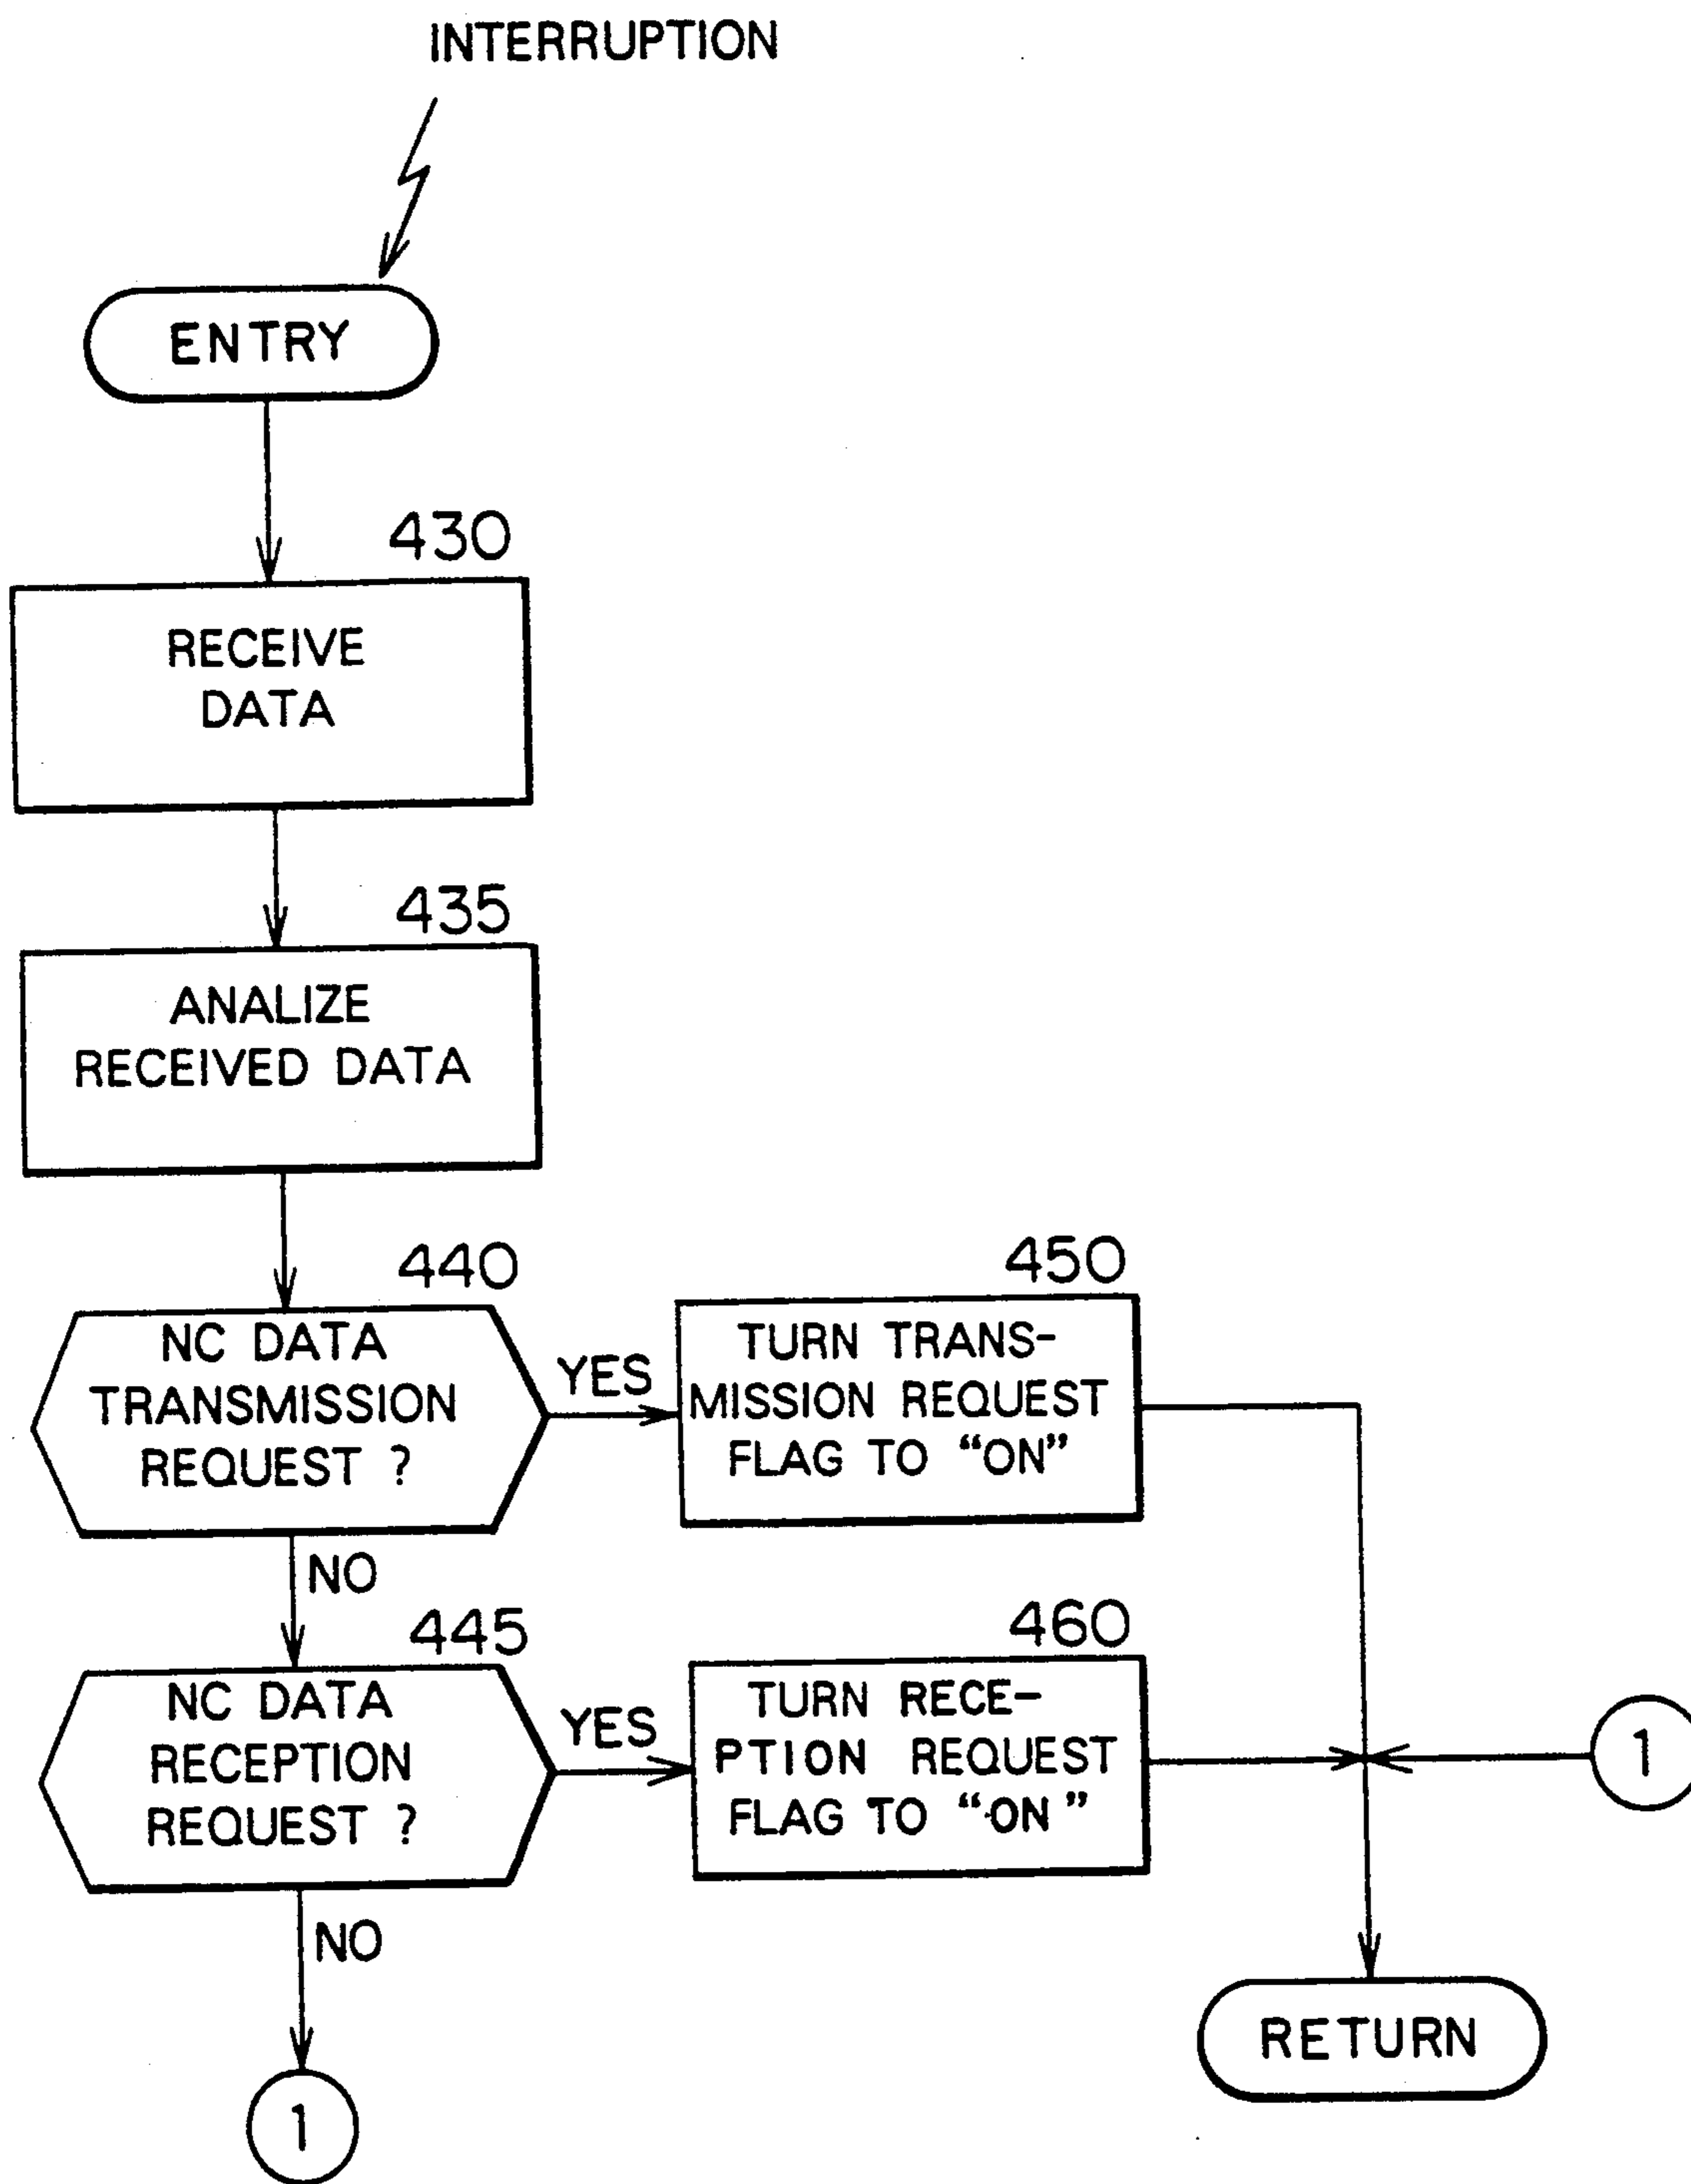 INTERRUPTION
ENTRY
430
RECEIVE
DATA
435
ANALIZE
RECEIVED DATA
440
NC DATA
TRANSMISSION
REQUEST ?
YES
450
TURN TRANS-
MISSION REQUEST
FLAG TO “ON”
NO
445
NC DATA
RECEPTION
REQUEST ?
YES
460
TURN RECE-
PTION REQUEST
FLAG TO “ON”
1
NO
1
RETURN